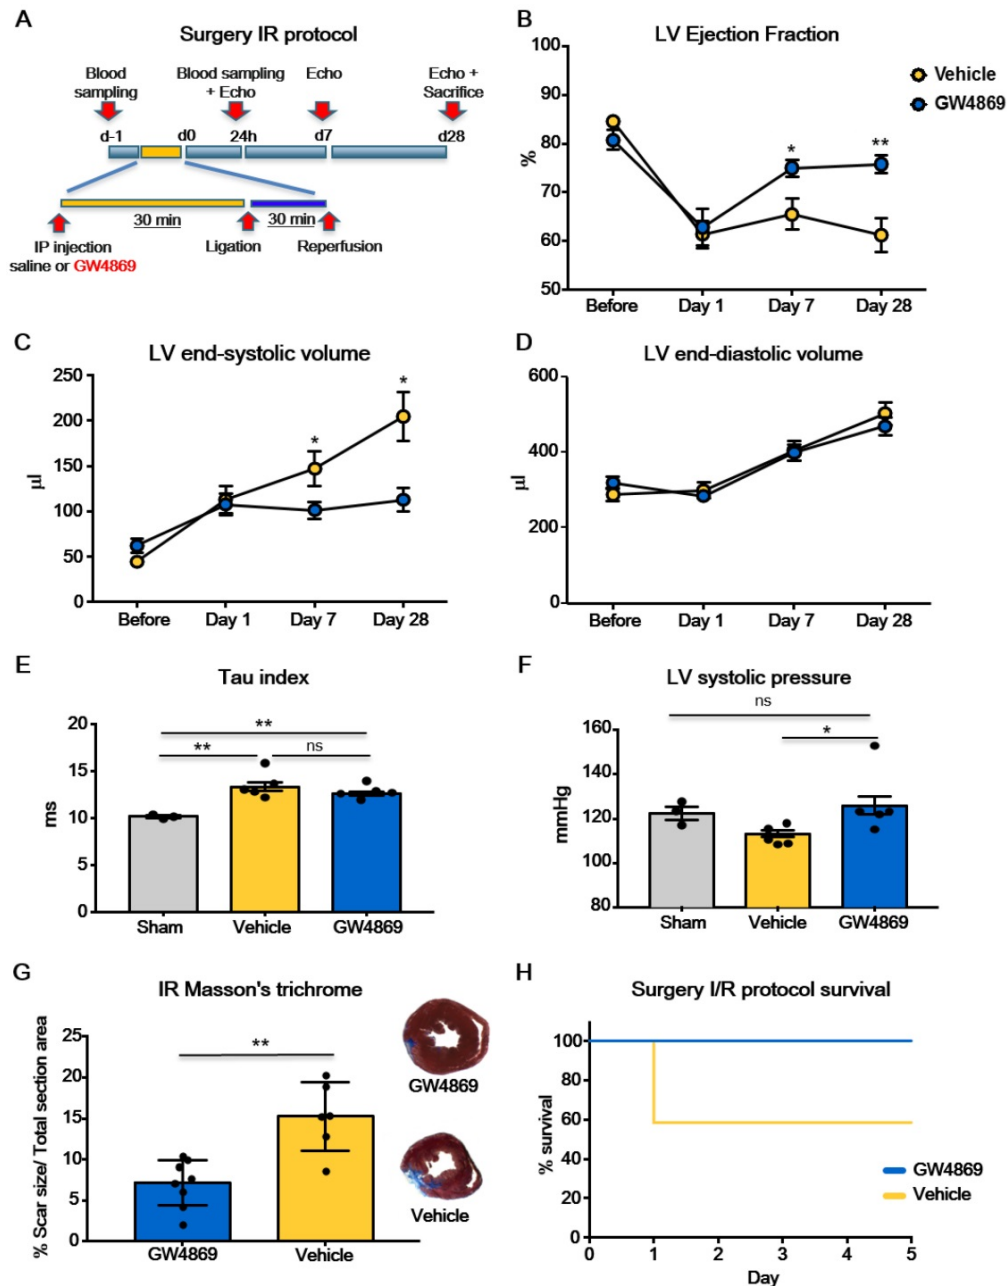 A
Surgery IR protocol
Blood sampling
Blood sampling + Echo
Echo
Echo + Sacrifice
d-1
d0
24h
d7
d28
30 min
30 min
IP injection saline or GW4869
Ligation
Reperfusion
B
LV Ejection Fraction
Vehicle
GW4869
%
100
90
80
70
60
50
*
**
Before
Day 1
Day 7
Day 28
C
LV end-systolic volume
µl
250
200
150
100
50
0
*
*
Before
Day 1
Day 7
Day 28
D
LV end-diastolic volume
µl
600
400
200
0
Before
Day 1
Day 7
Day 28
E
Tau index
ms
20
15
10
5
0
**
**
ns
Sham
Vehicle
GW4869
F
LV systolic pressure
mmHg
160
140
120
100
80
ns
*
Sham
Vehicle
GW4869
G
IR Masson's trichrome
% Scar size/ Total section area
25
20
15
10
5
0
**
GW4869
Vehicle
GW4869
Vehicle
H
Surgery I/R protocol survival
% survival
100
80
60
40
20
0
GW4869
Vehicle
0
1
2
3
4
5
Day